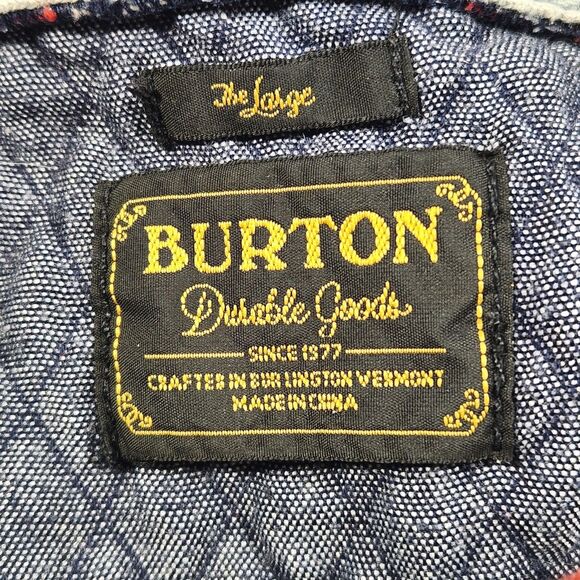 The Large
BURTON
Durable Goods
SINCE 1977
CRAFTED IN BURLINGTON VERMONT
MADE IN CHINA